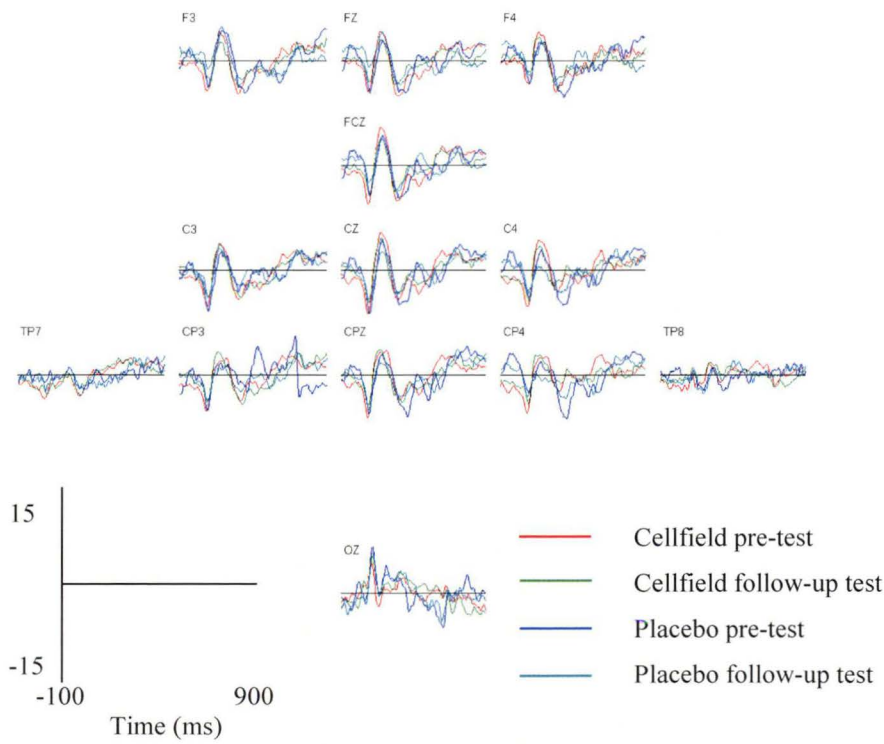 F3
FZ
F4
FCZ
C3
CZ
C4
TP7
CP3
CPZ
CP4
TP8
15
-15
-100
900
Time (ms)
OZ
Cellfield pre-test
Cellfield follow-up test
Placebo pre-test
Placebo follow-up test